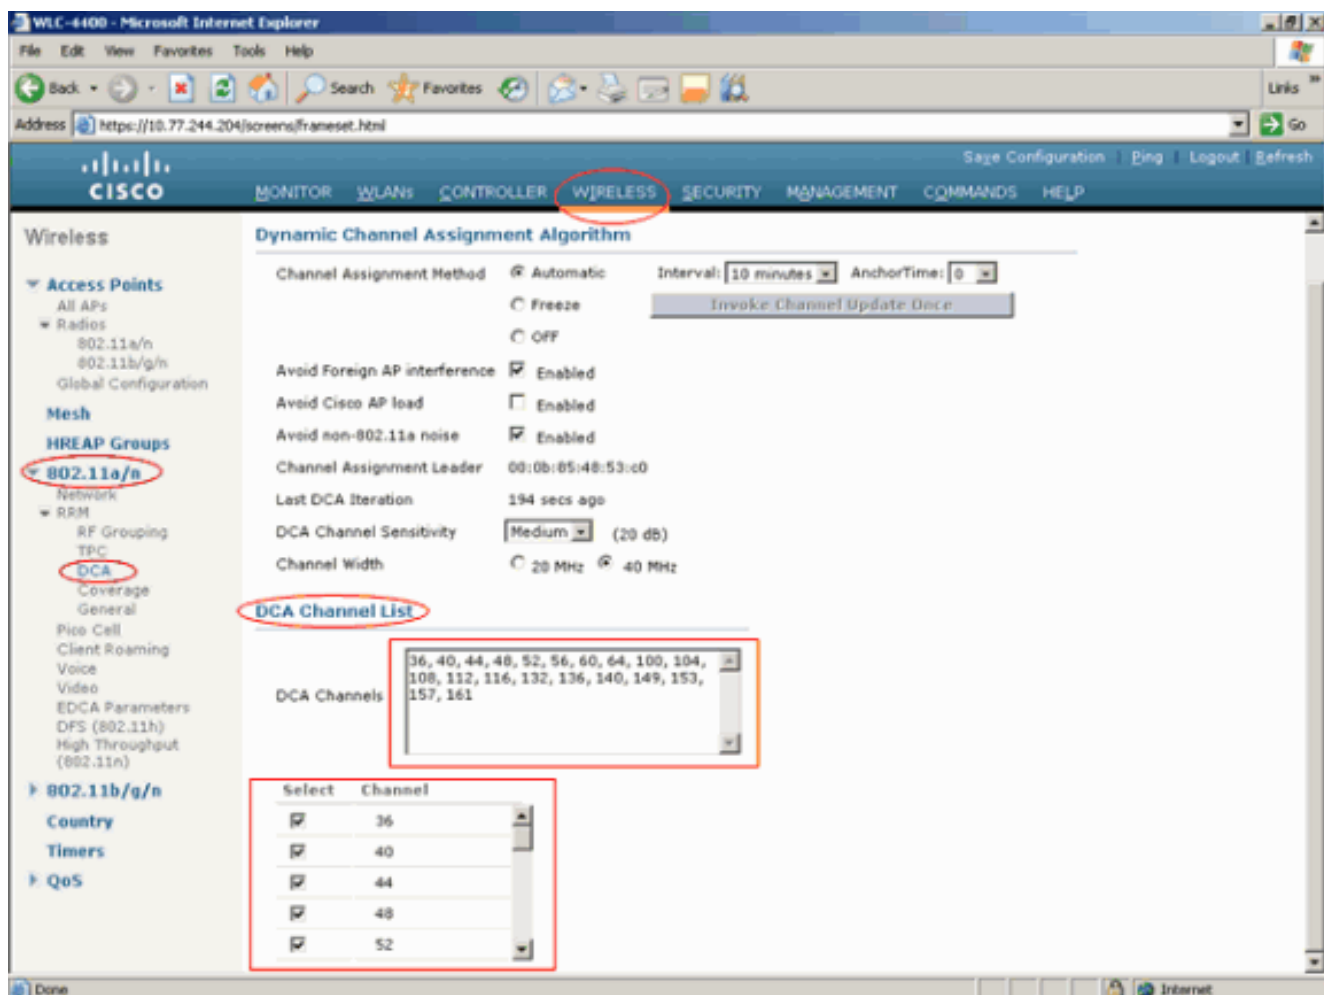 WLC-4400 - Microsoft Internet Explorer
File Edit View Favorites Tools Help
Back Search Favorites Links »
Address https://10.77.244.204/screens/frameset.html Go
Save Configuration | Ping | Logout | Refresh
CISCO
MONITOR WLANs CONTROLLER WIRELESS SECURITY MANAGEMENT COMMANDS HELP
Wireless
Access Points
All APs
Radios
802.11a/n
802.11b/g/n
Global Configuration
Mesh
HREAP Groups
802.11a/n
Network
RRM
RF Grouping
TPC
DCA
Coverage
General
Pico Cell
Client Roaming
Voice
Video
EDCA Parameters
DFS (802.11h)
High Throughput
(802.11n)
802.11b/g/n
Country
Timers
QoS
Dynamic Channel Assignment Algorithm
Channel Assignment Method Automatic Interval: 10 minutes AnchorTime: 0
Freeze Invoke Channel Update Once
OFF
Avoid Foreign AP interference Enabled
Avoid Cisco AP load Enabled
Avoid non-802.11a noise Enabled
Channel Assignment Leader 00:0b:85:48:53:c0
Last DCA Iteration 194 secs ago
DCA Channel Sensitivity Medium (20 dB)
Channel Width 20 MHz 40 MHz
DCA Channel List
DCA Channels
36, 40, 44, 48, 52, 56, 60, 64, 100, 104,
108, 112, 116, 132, 136, 140, 149, 153,
157, 161
Select Channel
36
40
44
48
52
Done Internet